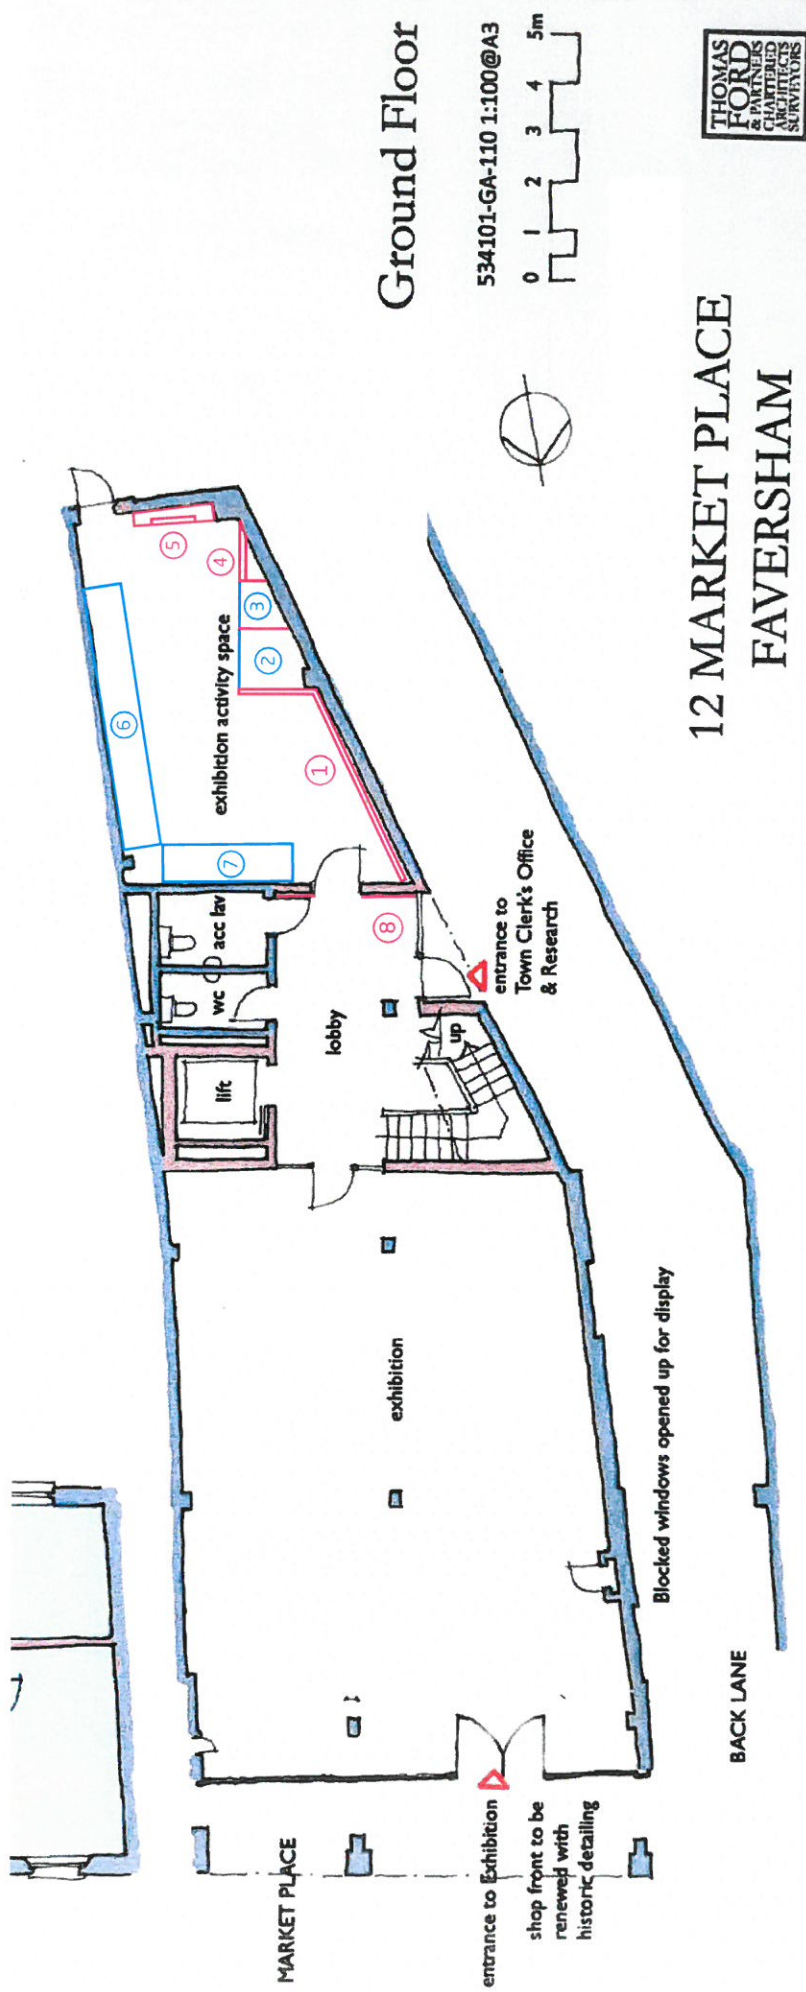 Ground Floor
534101-GA-110 1:100@A3
0 1 2 3 4 5m
THOMAS
FORD
& PARTNERS
CHARTERED
ARCHITECTS
SURVEYORS
12 MARKET PLACE
FAVERSHAM
MARKET PLACE
entrance to Exhibition
shop front to be
renewed with
historic detailing
exhibition
Blocked windows opened up for display
BACK LANE
lift
wc
acc lav
lobby
up
entrance to
Town Clerk's Office
& Research
exhibition activity space
1
2
3
4
5
6
7
8